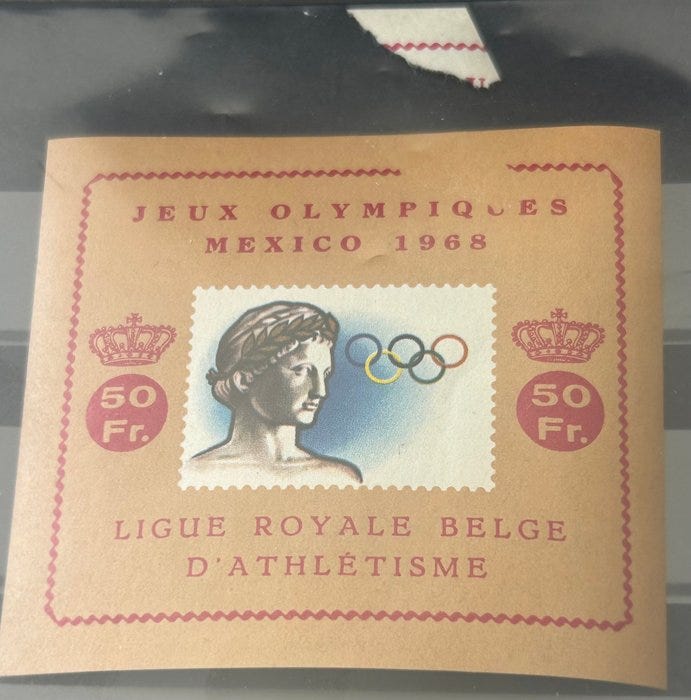 JEUX OLYMPIQUES
MEXICO 1968
50
Fr.
50
Fr.
LIGUE ROYALE BELGE
D'ATHLÉTISME